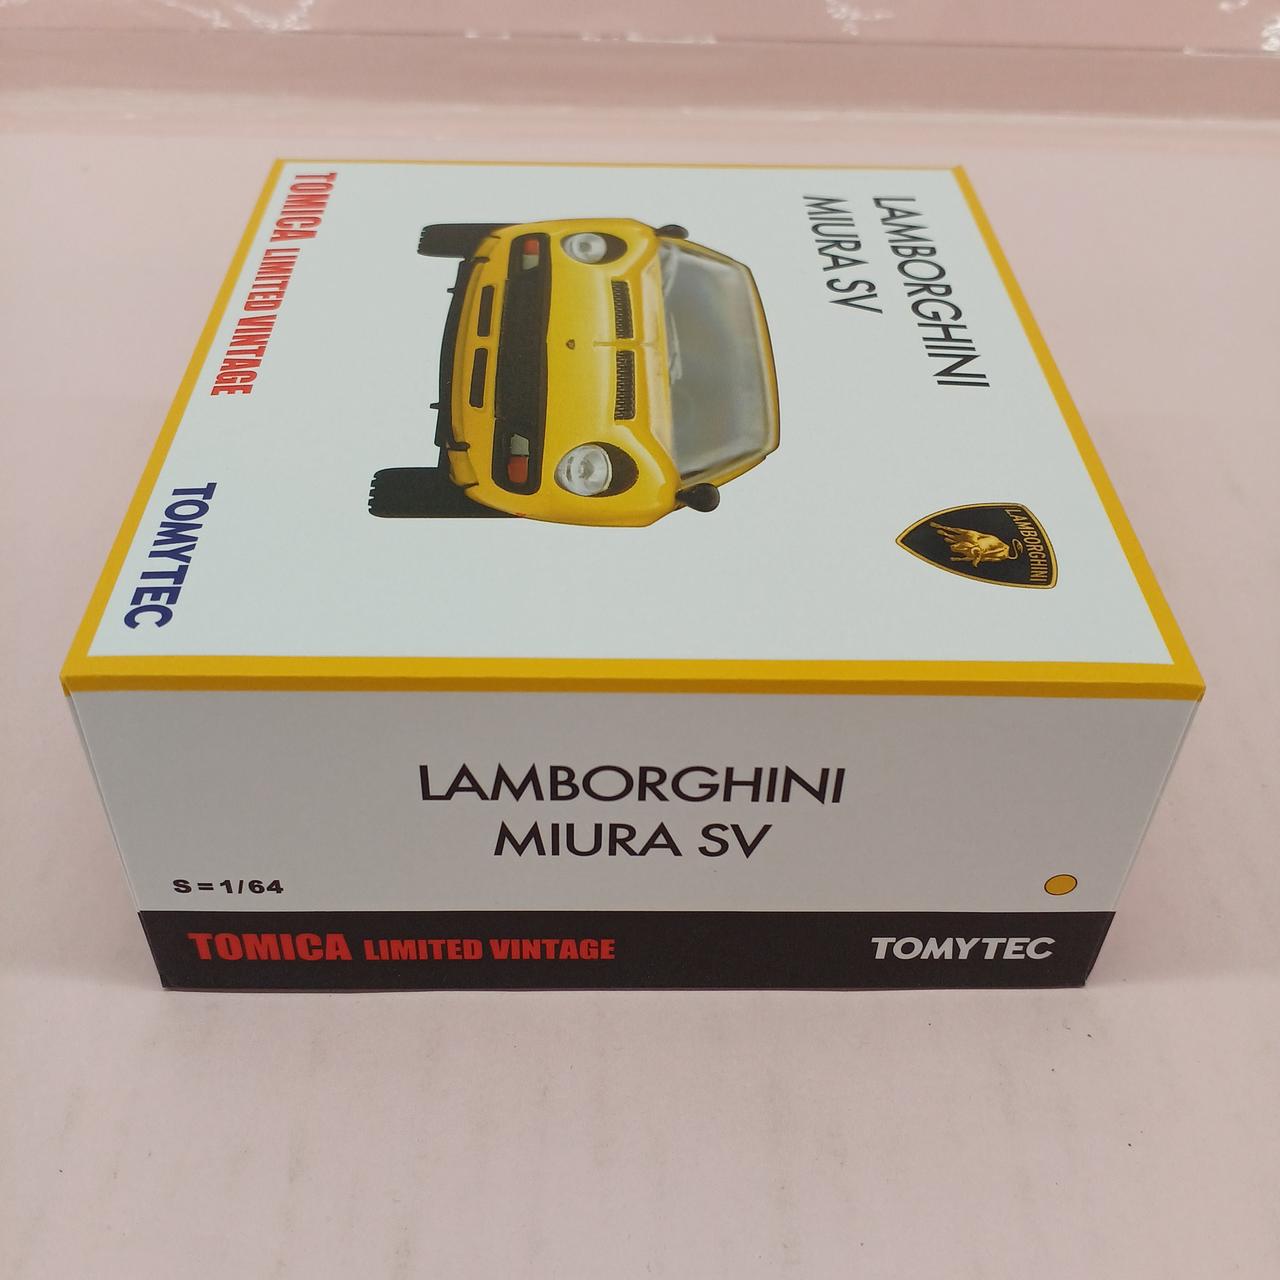 LAMBORGHINI
MIURA SV
LAMBORGHINI
TOMICA LIMITED VINTAGE
TOMYTEC
LAMBORGHINI
MIURA SV
S=1/64
TOMICA LIMITED VINTAGE
TOMYTEC